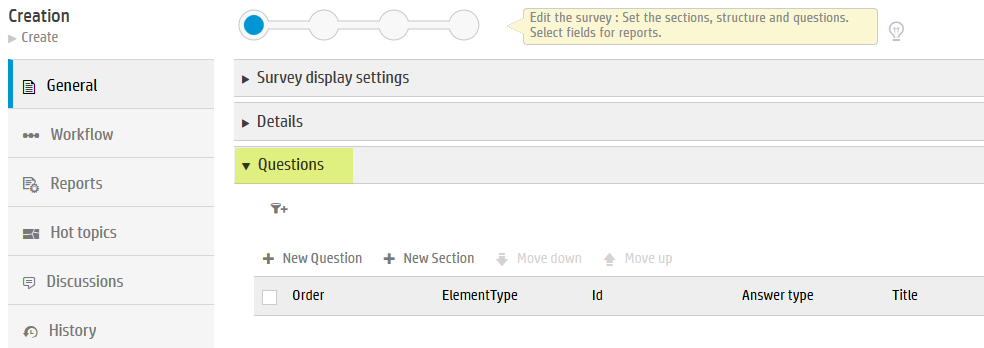 Creation
Create
Edit the survey : Set the sections, structure and questions.
Select fields for reports.
General
Workflow
Reports
Hot topics
Discussions
History
Survey display settings
Details
Questions
New Question New Section Move down Move up
Order ElementType Id Answer type Title